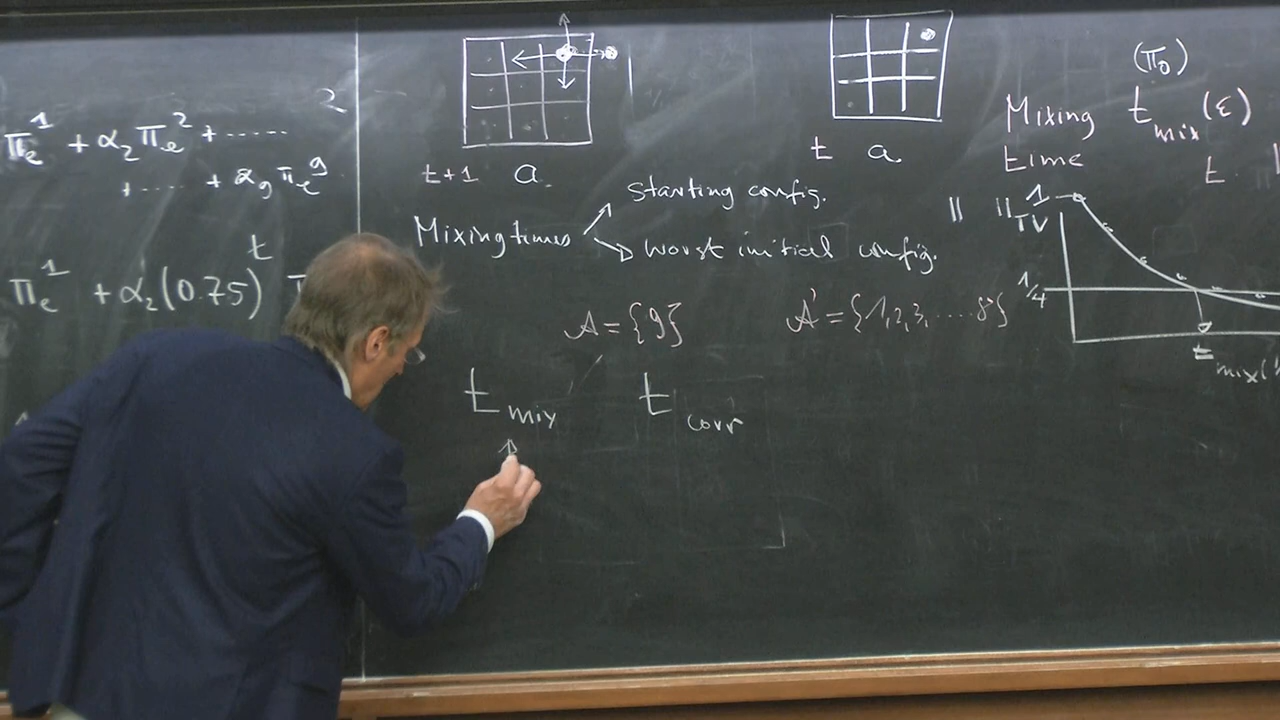 π_e^1 + α_2 π_e^2 + ......
+ ..... + α_9 π_e^9
π_e^1 + α_2' (0.75)^t
t+1 a.
t a
Mixing times
Starting config.
worst initial config.
𝒜 = {9}
𝒜' = {1,2,3, .... 8}
t_mix
t_corr
(π_0)
Mixing time
t_mix (ε)
t
|| ||_TV
1
1/4
t_mix(